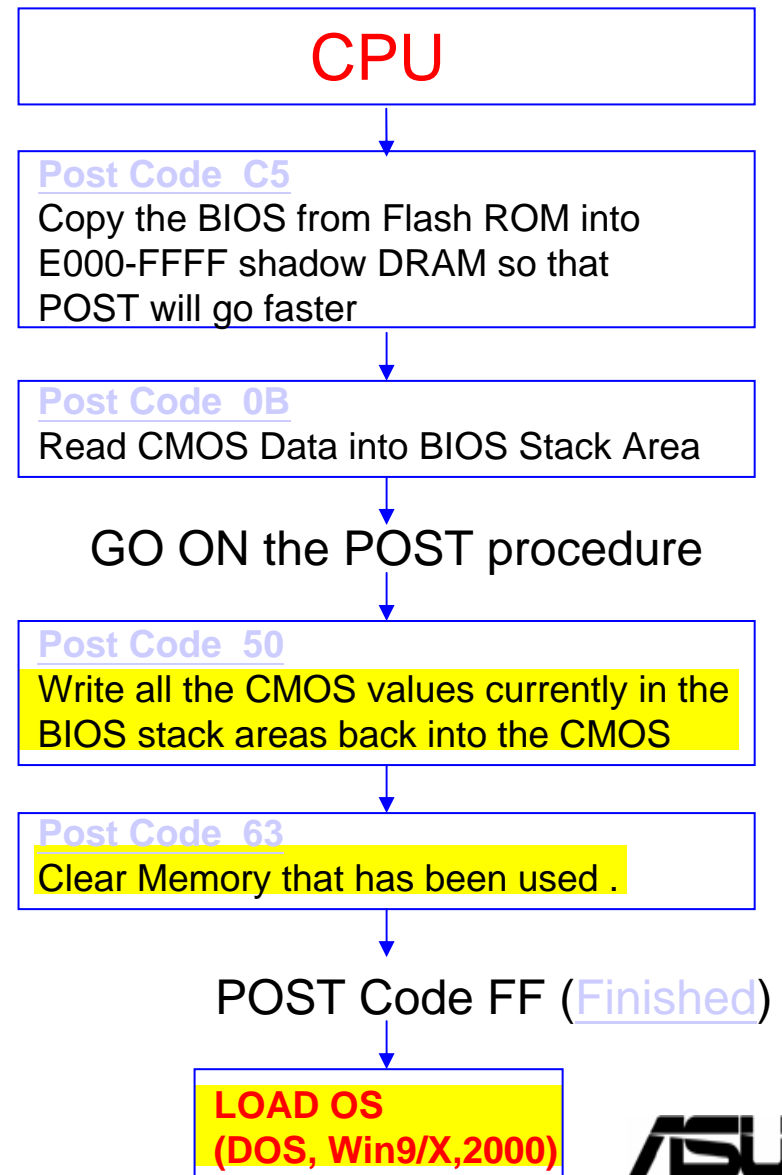 CPU
Post Code C5
Copy the BIOS from Flash ROM into
E000-FFFF shadow DRAM so that
POST will go faster
Post Code 0B
Read CMOS Data into BIOS Stack Area
GO ON the POST procedure
Post Code 50
Write all the CMOS values currently in the
BIOS stack areas back into the CMOS
Post Code 63
Clear Memory that has been used .
POST Code FF (Finished)
LOAD OS
(DOS, Win9/X,2000)